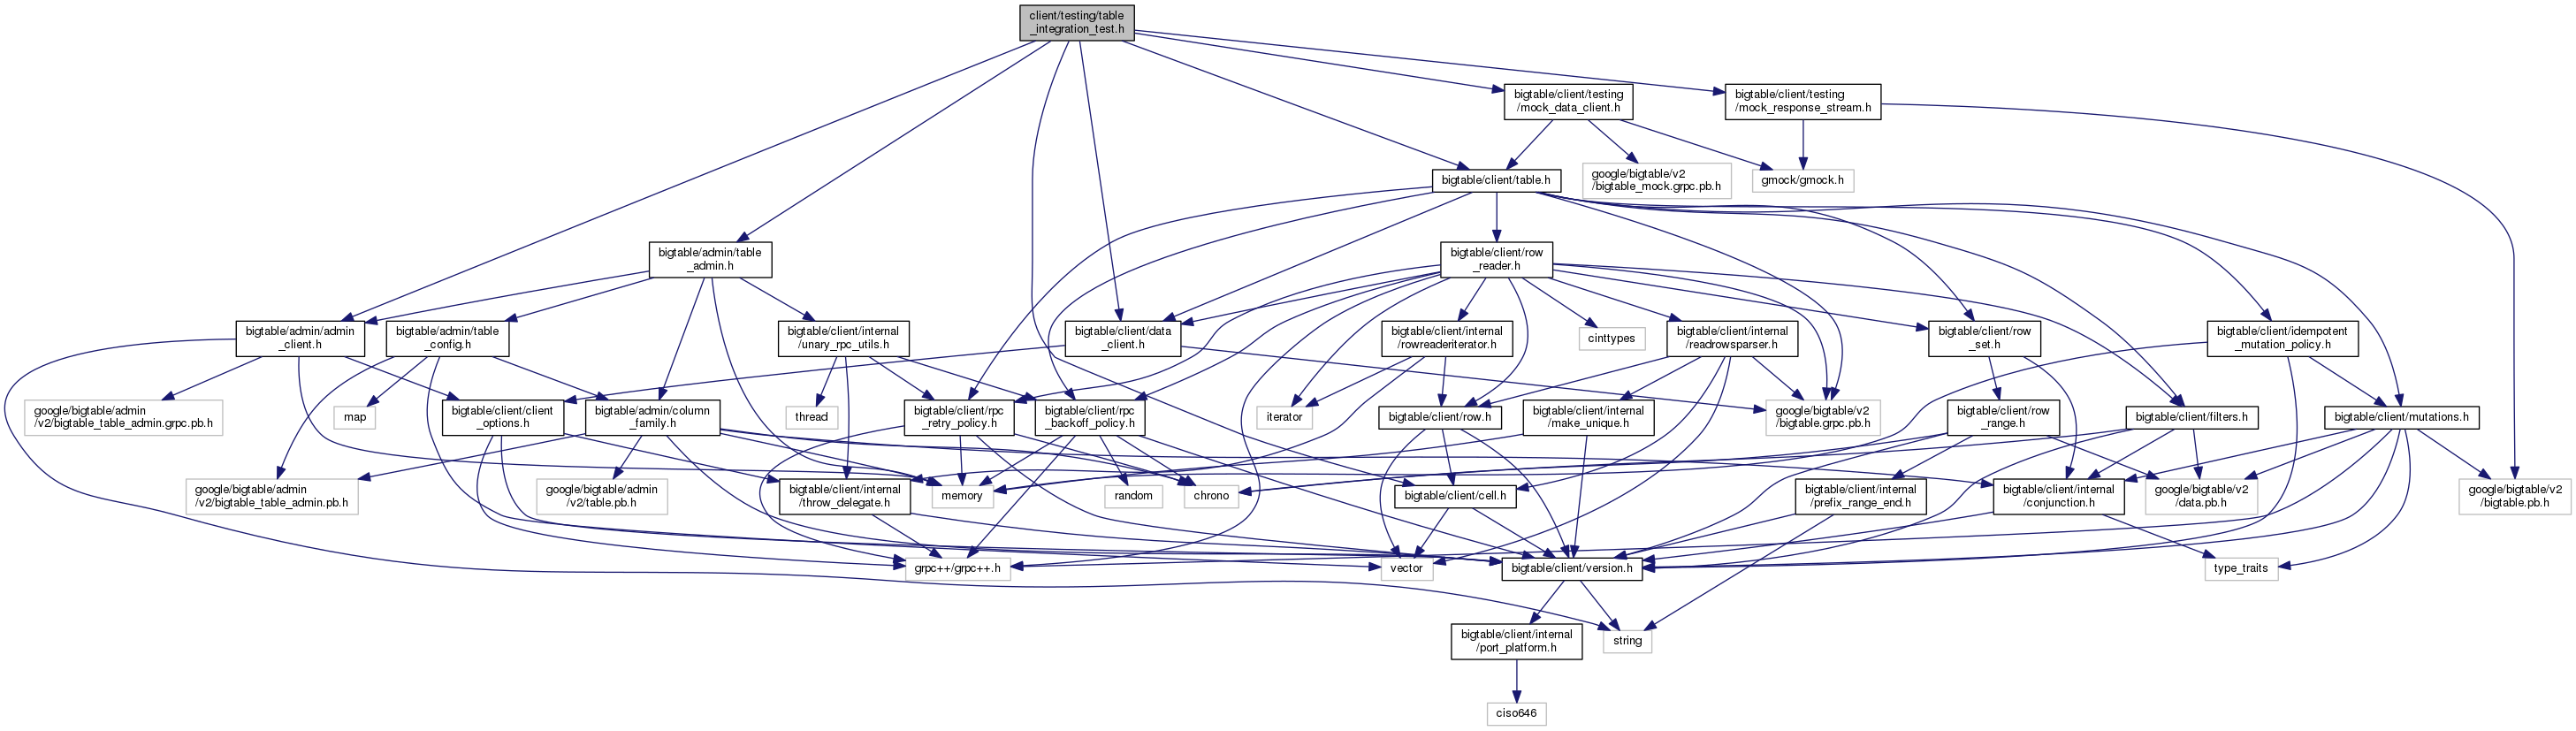 client/testing/table
_integration_test.h
bigtable/client/testing
/mock_data_client.h
bigtable/client/testing
/mock_response_stream.h
bigtable/client/table.h
google/bigtable/v2
/bigtable_mock.grpc.pb.h
gmock/gmock.h
bigtable/admin/table
_admin.h
bigtable/client/row
_reader.h
bigtable/admin/admin
_client.h
bigtable/admin/table
_config.h
bigtable/client/internal
/unary_rpc_utils.h
bigtable/client/data
_client.h
bigtable/client/internal
/rowreaderiterator.h
cinttypes
bigtable/client/internal
/readrowsparser.h
bigtable/client/row
_set.h
bigtable/client/idempotent
_mutation_policy.h
google/bigtable/admin
/v2/bigtable_table_admin.grpc.pb.h
map
bigtable/client/client
_options.h
bigtable/admin/column
_family.h
thread
bigtable/client/rpc
_retry_policy.h
bigtable/client/rpc
_backoff_policy.h
iterator
bigtable/client/row.h
bigtable/client/internal
/make_unique.h
google/bigtable/v2
/bigtable.grpc.pb.h
bigtable/client/row
_range.h
bigtable/client/filters.h
bigtable/client/mutations.h
google/bigtable/admin
/v2/bigtable_table_admin.pb.h
google/bigtable/admin
/v2/table.pb.h
bigtable/client/internal
/throw_delegate.h
memory
random
chrono
bigtable/client/cell.h
bigtable/client/internal
/prefix_range_end.h
bigtable/client/internal
/conjunction.h
google/bigtable/v2
/data.pb.h
google/bigtable/v2
/bigtable.pb.h
grpc++/grpc++.h
vector
bigtable/client/version.h
type_traits
bigtable/client/internal
/port_platform.h
string
ciso646